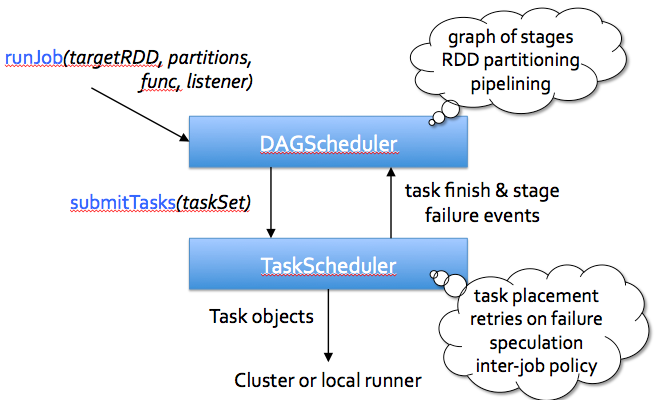 runJob(targetRDD, partitions,
func, listener)
graph of stages
RDD partitioning
pipelining
DAGScheduler
submitTasks(taskSet)
task finish & stage
failure events
TaskScheduler
Task objects
task placement
retries on failure
speculation
inter-job policy
Cluster or local runner